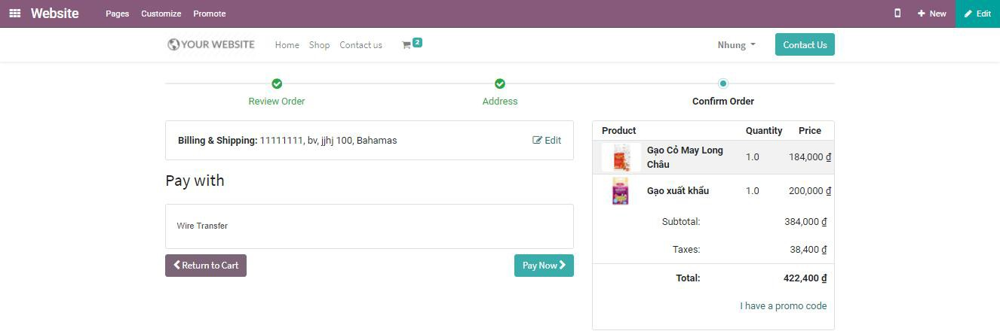 Website Pages Customize Promote + New Edit
YOUR WEBSITE Home Shop Contact us 2 Nhung Contact Us
Review Order Address Confirm Order
Billing & Shipping: 11111111, bv, jjhj 100, Bahamas Edit
Pay with
Wire Transfer
Return to Cart Pay Now
Product Quantity Price
Gạo Cỏ May Long
Châu 1.0 184,000 ₫
Gạo xuất khẩu 1.0 200,000 ₫
Subtotal: 384,000 ₫
Taxes: 38,400 ₫
Total: 422,400 ₫
I have a promo code